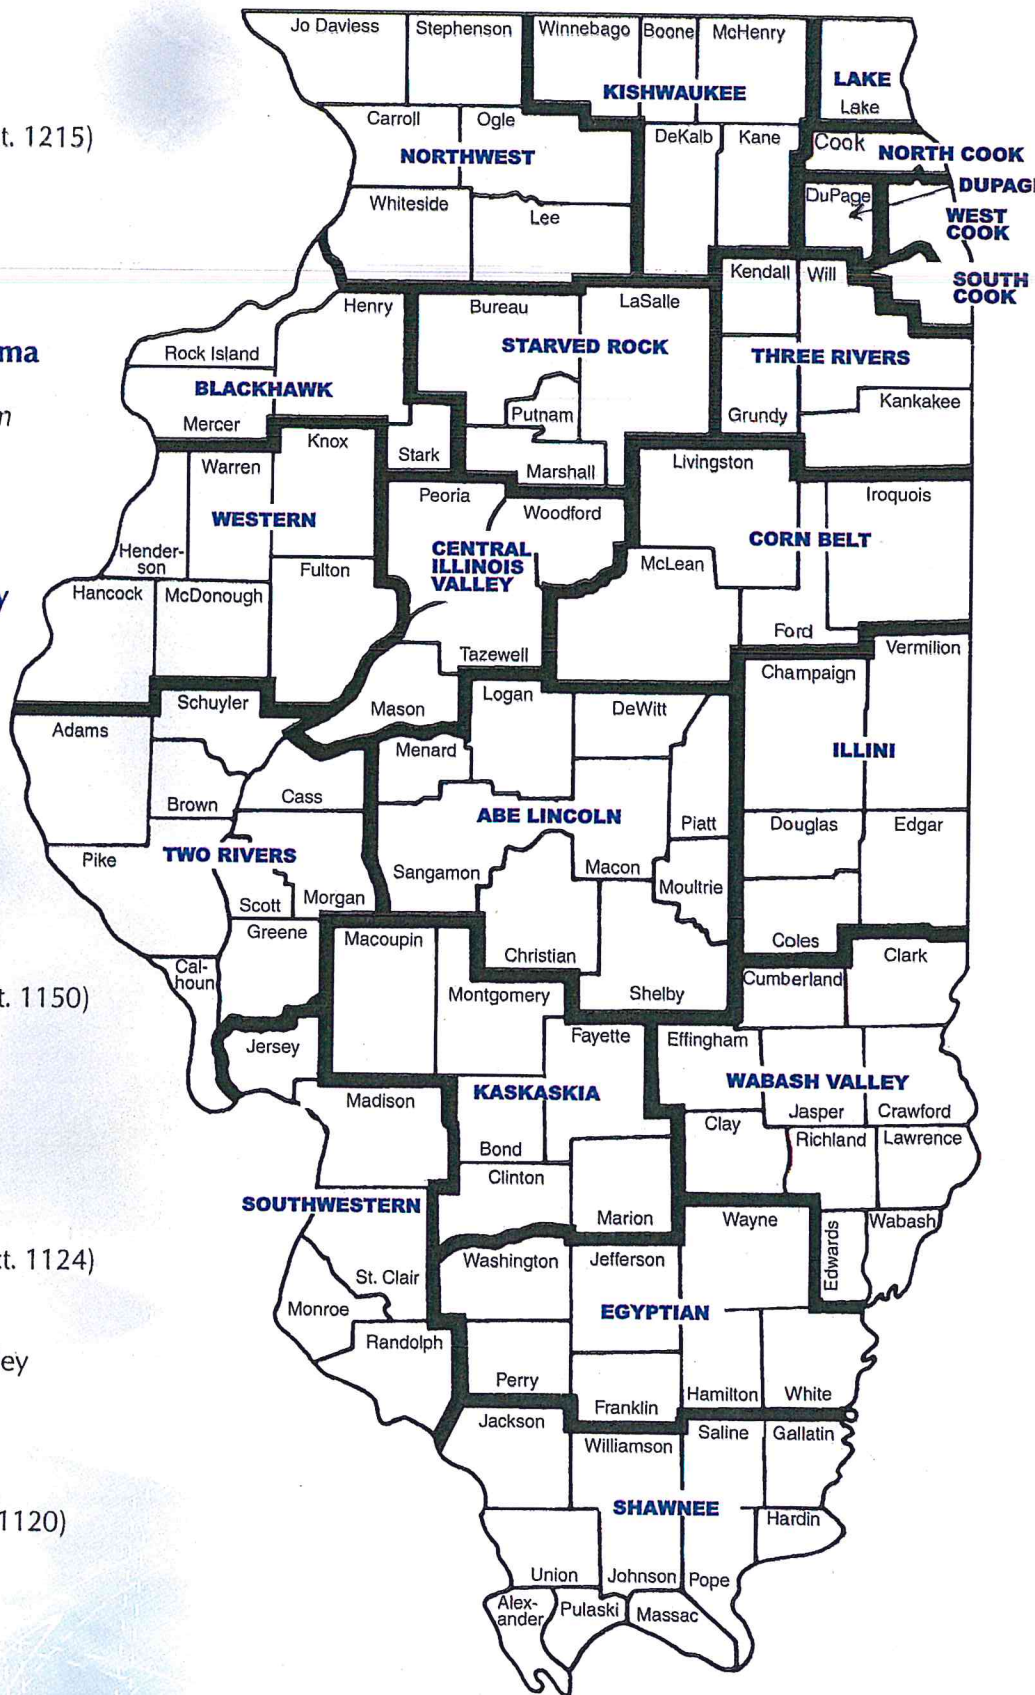 Jo Daviess Stephenson Winnebago Boone McHenry
LAKE
Lake
KISHWAUKEE
Carroll Ogle
DeKalb Kane
Cook NORTH COOK
t. 1215)
NORTHWEST
DuPage
WEST
COOK
Whiteside
Lee
Kendall Will
SOUTH
COOK
Henry
Bureau
LaSalle
STARVED ROCK
THREE RIVERS
Rock Island
ma
BLACKHAWK
Putnam
Grundy
Kankakee
Mercer
Knox
Stark
Marshall
Livingston
Warren
Peoria
Woodford
Iroquois
WESTERN
CENTRAL
ILLINOIS
VALLEY
CORN BELT
Hender-
son
Fulton
McLean
Hancock McDonough
y
Ford
Tazewell
Vermilion
Champaign
Schuyler
Mason
Logan
DeWitt
Adams
Menard
ILLINI
Brown
Cass
ABE LINCOLN
Piatt
Douglas
Edgar
Pike
TWO RIVERS
Sangamon
Macon
Moultrie
Scott
Morgan
Greene
Macoupin
Christian
Coles
Clark
Cal-
houn
Montgomery
Shelby
Cumberland
t. 1150)
Jersey
Fayette
Effingham
KASKASKIA
WABASH VALLEY
Madison
Jasper
Crawford
Bond
Clay
Richland Lawrence
Clinton
SOUTHWESTERN
Marion
Wayne
Edwards
Wabash
Washington
Jefferson
ct. 1124)
St. Clair
Monroe
EGYPTIAN
Randolph
ey
Perry
Franklin
Hamilton
White
Jackson
Williamson
Saline
Gallatin
SHAWNEE
1120)
Hardin
Union
Johnson
Pope
Alex-
ander
Pulaski
Massac